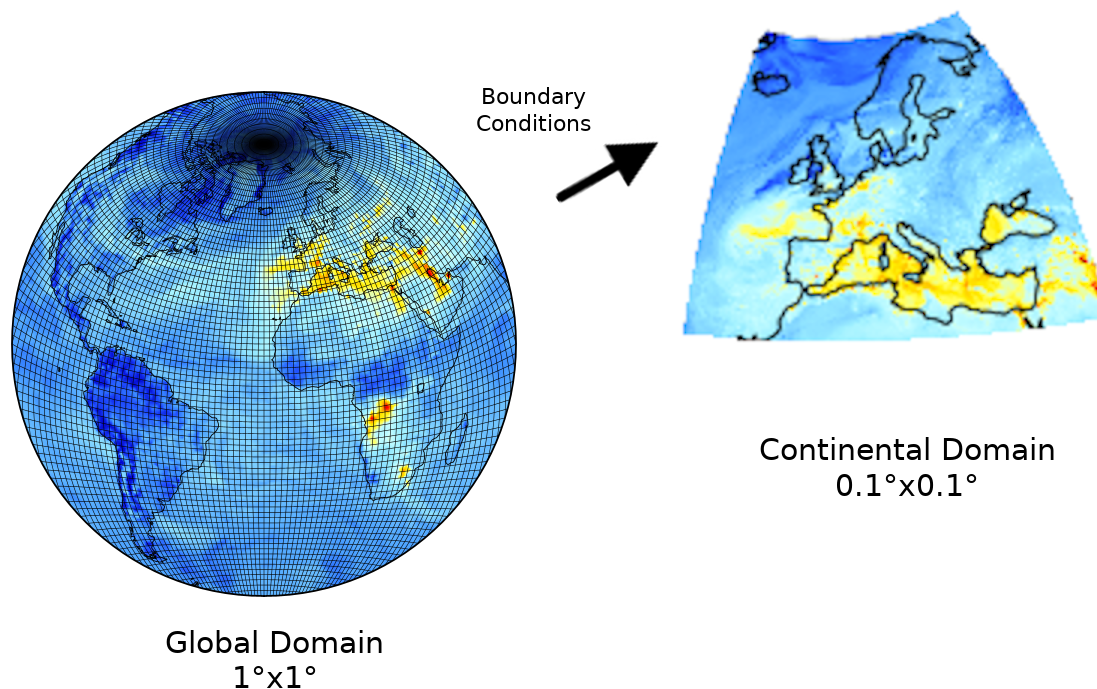 Boundary
Conditions
Continental Domain
0.1°x0.1°
Global Domain
1°x1°